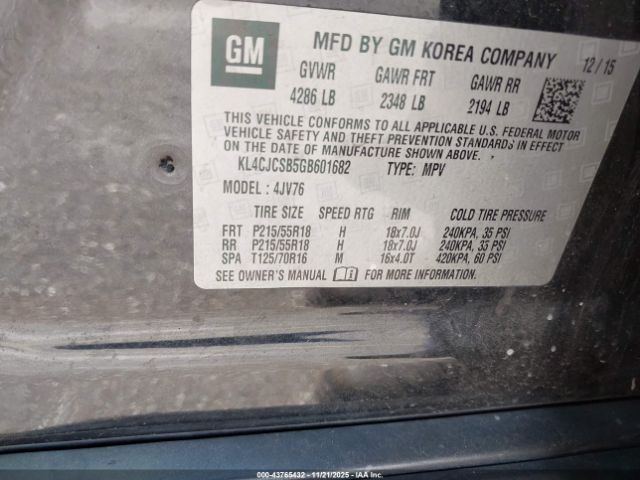 GM
MFD BY GM KOREA COMPANY 12 / 15
GVWR GAWR FRT GAWR RR
4286 LB 2348 LB 2194 LB
THIS VEHICLE CONFORMS TO ALL APPLICABLE U.S. FEDERAL MOTOR
VEHICLE SAFETY AND THEFT PREVENTION STANDARDS IN EFFECT
ON THE DATE OF MANUFACTURE SHOWN ABOVE.
KL4CJCSB5GB601682 TYPE: MPV
MODEL : 4JV76
TIRE SIZE SPEED RTG RIM COLD TIRE PRESSURE
FRT P215/55R18 H 18x7.0J 240KPA, 35 PSI
RR P215/55R18 H 18x7.0J 240KPA, 35 PSI
SPA T125/70R16 M 16x4.0T 420KPA, 60 PSI
SEE OWNER'S MANUAL FOR MORE INFORMATION.
00-43765432 11/21/2025 IAA Inc.